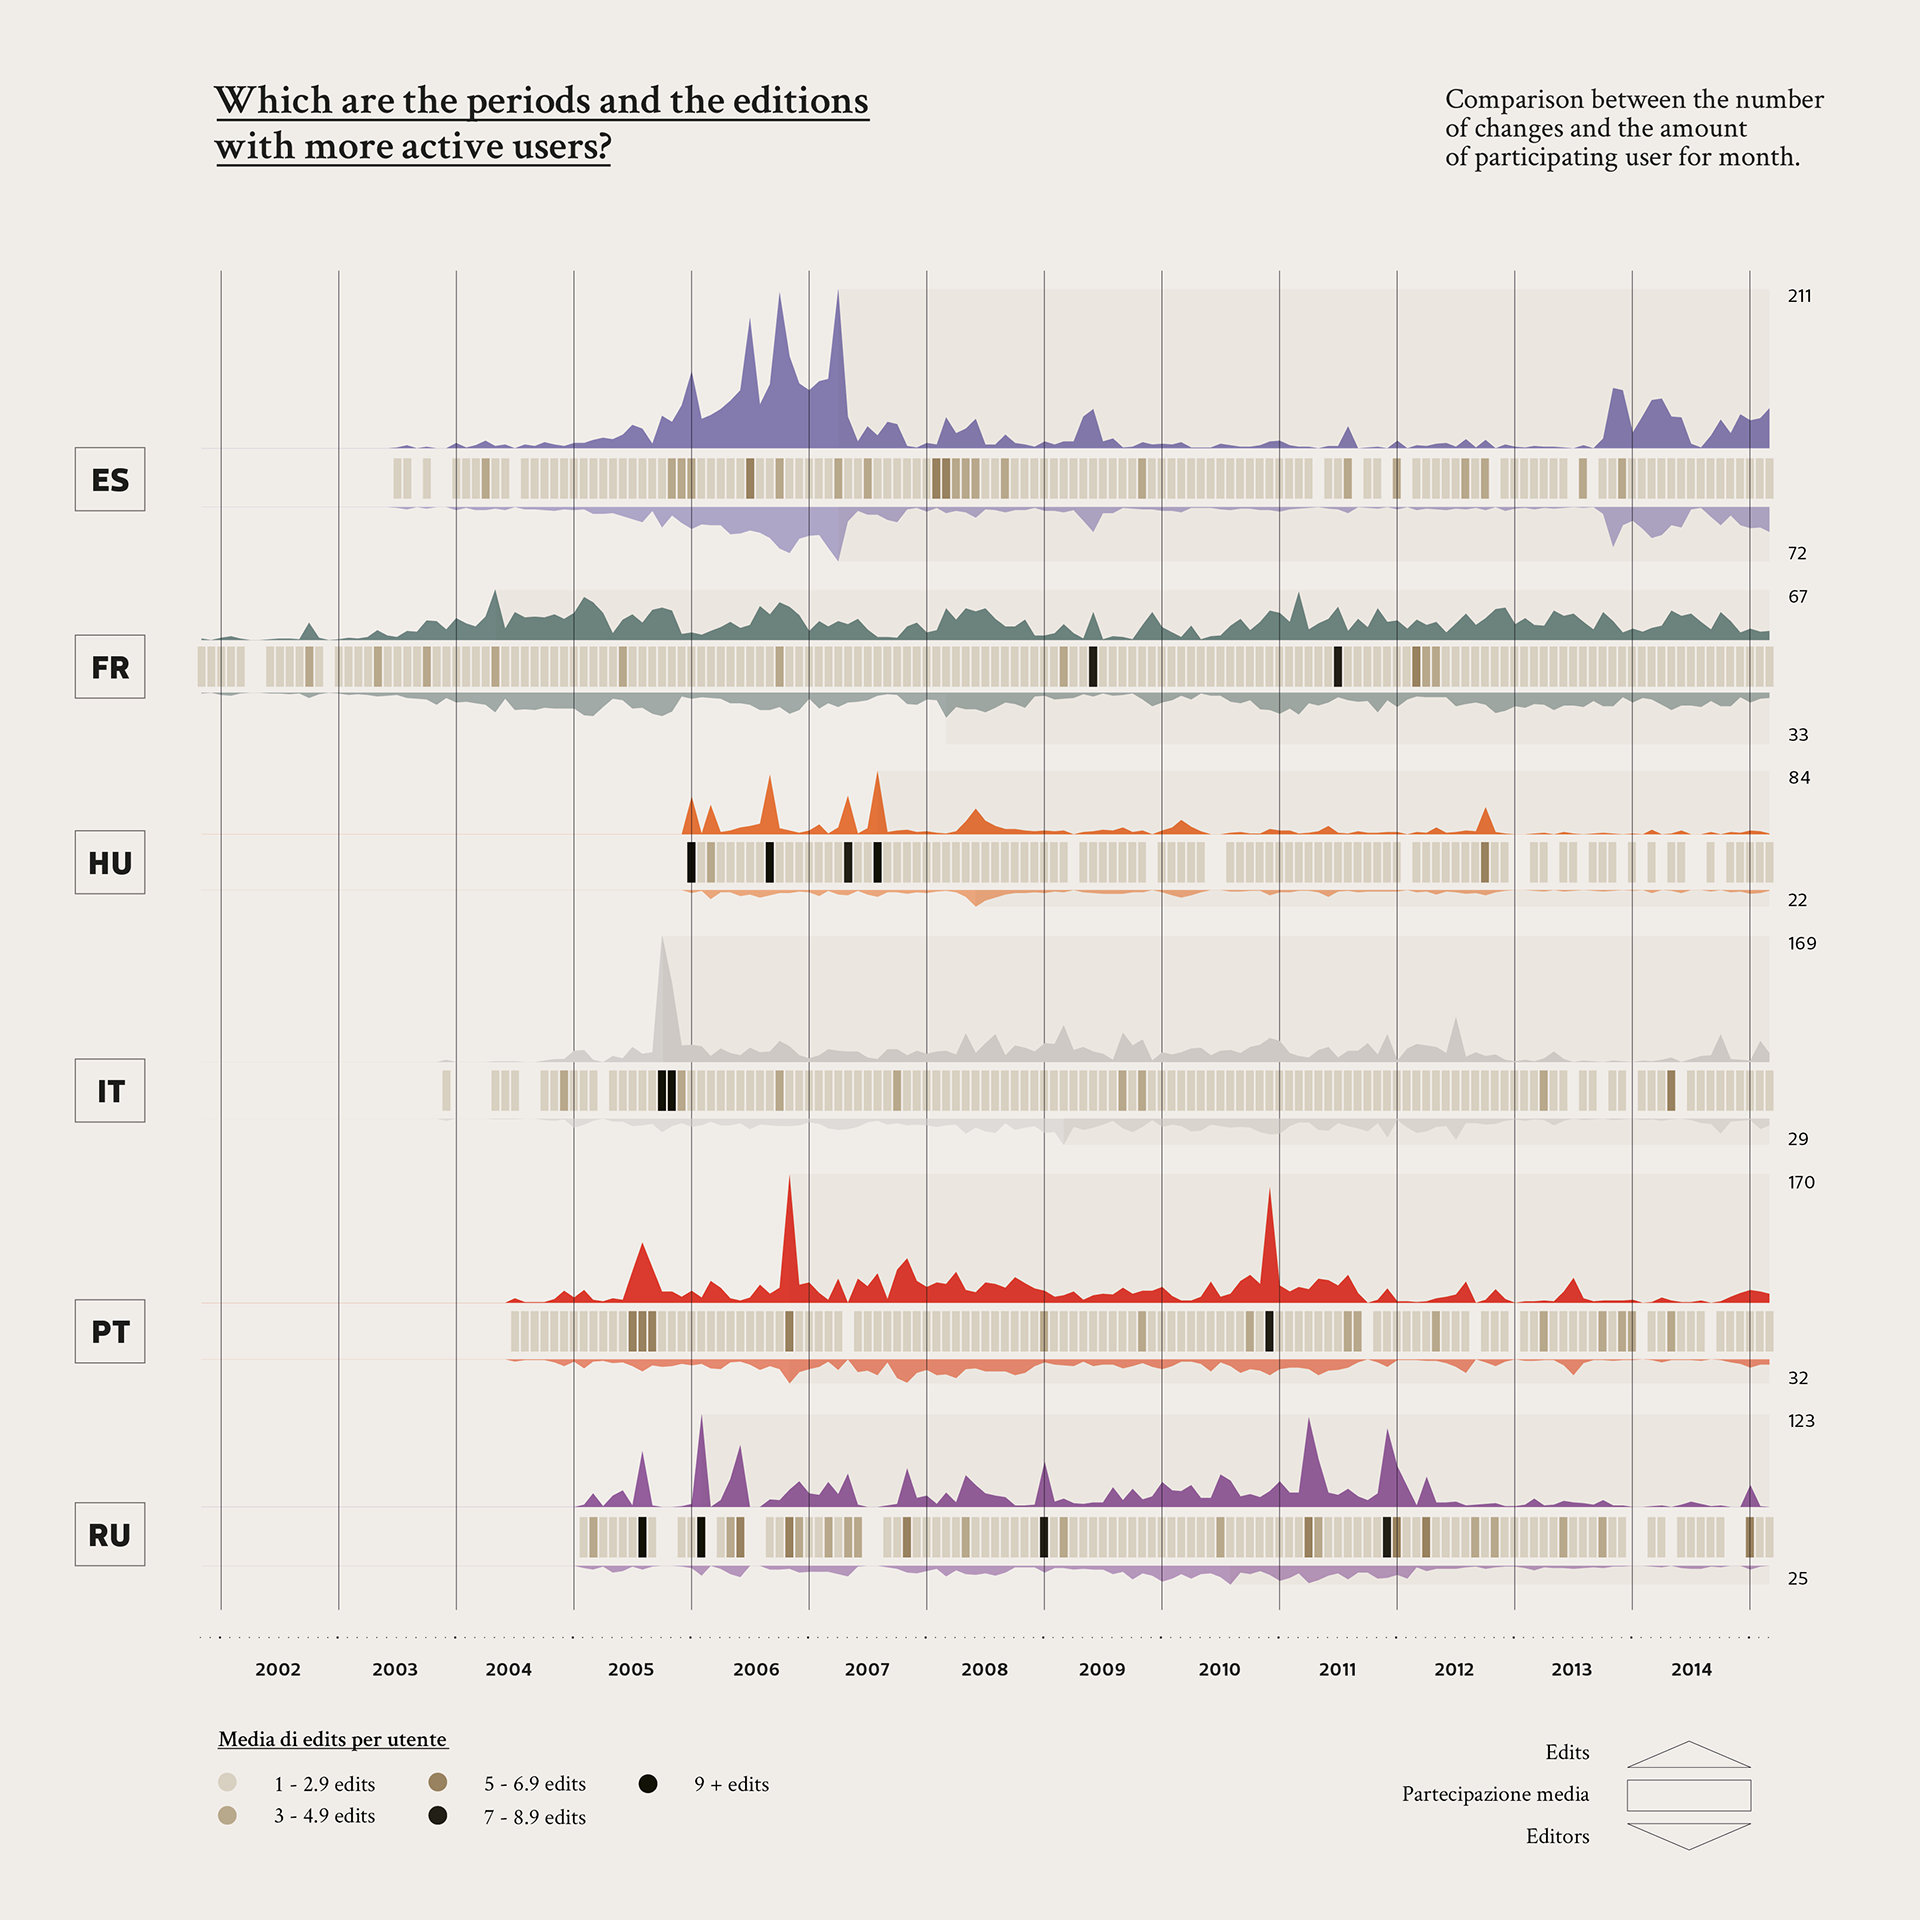 Which are the periods and the editions
with more active users?
Comparison between the number
of changes and the amount
of participating user for month.
211
ES
72
67
FR
33
84
HU
22
169
IT
29
170
PT
32
123
RU
25
2002 2003 2004 2005 2006 2007 2008 2009 2010 2011 2012 2013 2014
Media di edits per utente
1 - 2.9 edits 5 - 6.9 edits 9 + edits
3 - 4.9 edits 7 - 8.9 edits
Edits
Partecipazione media
Editors